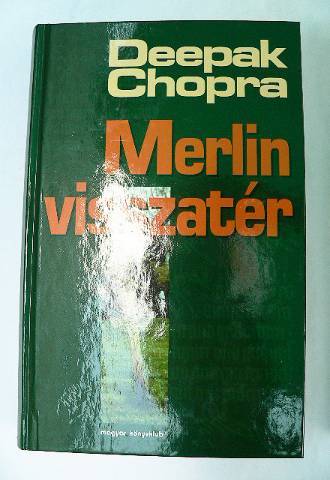 Deepak
Chopra
Merlin
visszatér
magyar könyvklub